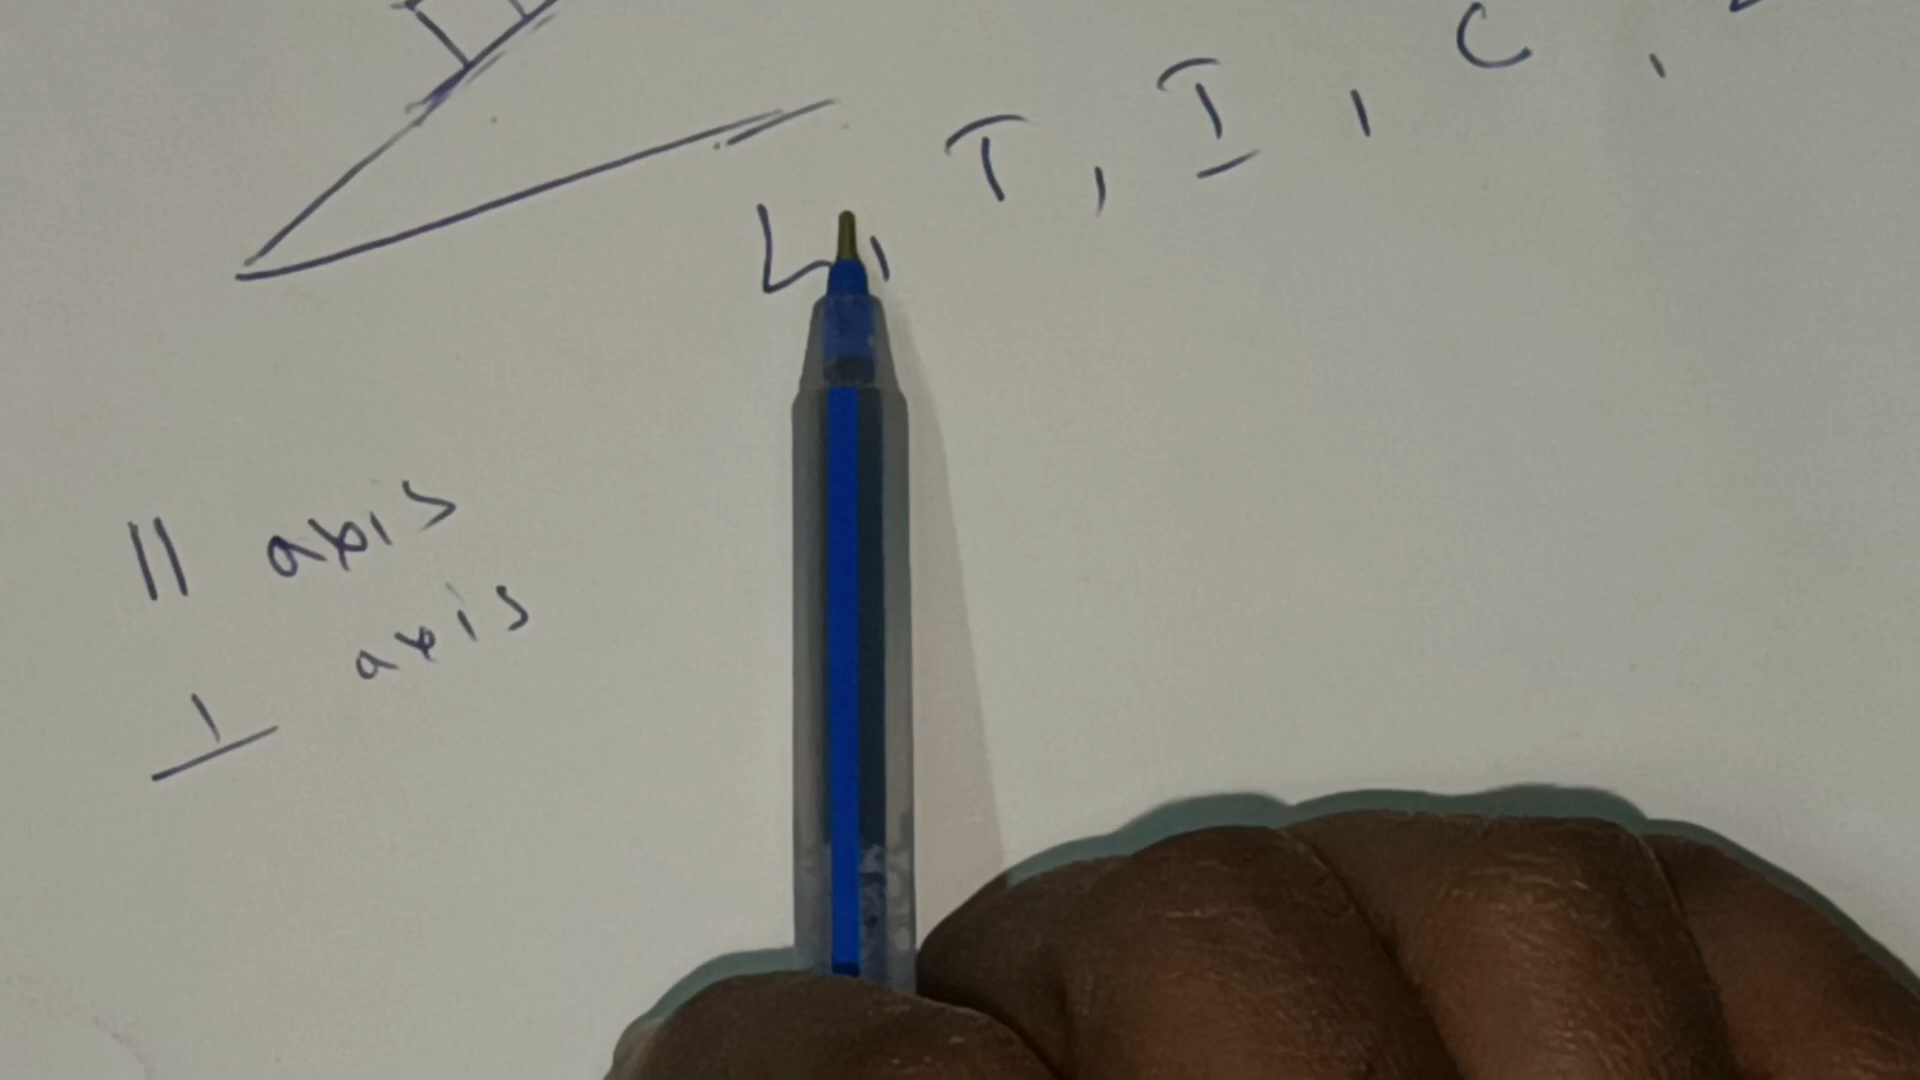 L, T, I, C,
|| axis
⊥ axis